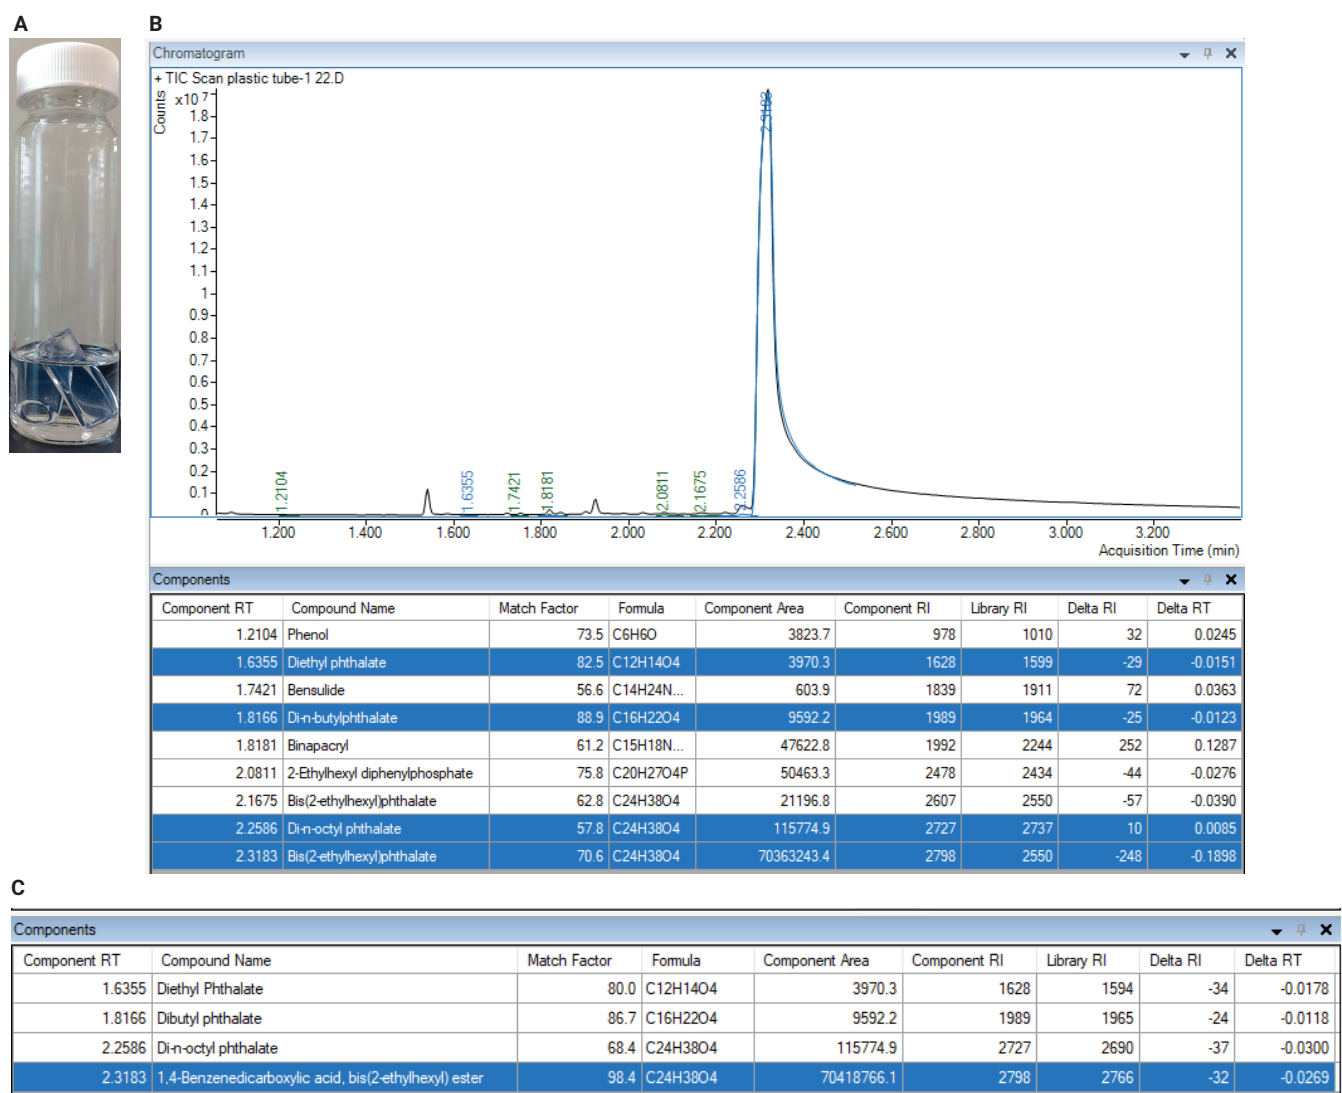 A
B
Chromatogram
+ TIC Scan plastic tube-1 22.D
Counts
x10 7
1.8
1.7
1.6
1.5
1.4
1.3
1.2
1.1
1
0.9
0.8
0.7
0.6
0.5
0.4
0.3
0.2
0.1
0
1.2104
1.6355
1.7421
1.8181
2.0811
2.1675
2.2586
2.3183
1.200 1.400 1.600 1.800 2.000 2.200 2.400 2.600 2.800 3.000 3.200
Acquisition Time (min)
Components
Component RT Compound Name Match Factor Formula Component Area Component RI Library RI Delta RI Delta RT
1.2104 Phenol 73.5 C6H6O 3823.7 978 1010 32 0.0245
1.6355 Diethyl phthalate 82.5 C12H14O4 3970.3 1628 1599 -29 -0.0151
1.7421 Bensulide 56.6 C14H24N... 603.9 1839 1911 72 0.0363
1.8166 Di-n-butylphthalate 88.9 C16H22O4 9592.2 1989 1964 -25 -0.0123
1.8181 Binapacryl 61.2 C15H18N... 47622.8 1992 2244 252 0.1287
2.0811 2-Ethylhexyl diphenylphosphate 75.8 C20H27O4P 50463.3 2478 2434 -44 -0.0276
2.1675 Bis(2-ethylhexyl)phthalate 62.8 C24H38O4 21196.8 2607 2550 -57 -0.0390
2.2586 Di-n-octyl phthalate 57.8 C24H38O4 115774.9 2727 2737 10 0.0085
2.3183 Bis(2-ethylhexyl)phthalate 70.6 C24H38O4 70363243.4 2798 2550 -248 -0.1898
C
Components
Component RT Compound Name Match Factor Formula Component Area Component RI Library RI Delta RI Delta RT
1.6355 Diethyl Phthalate 80.0 C12H14O4 3970.3 1628 1594 -34 -0.0178
1.8166 Dibutyl phthalate 86.7 C16H22O4 9592.2 1989 1965 -24 -0.0118
2.2586 Di-n-octyl phthalate 68.4 C24H38O4 115774.9 2727 2690 -37 -0.0300
2.3183 1,4-Benzenedicarboxylic acid, bis(2-ethylhexyl) ester 98.4 C24H38O4 70418766.1 2798 2766 -32 -0.0269